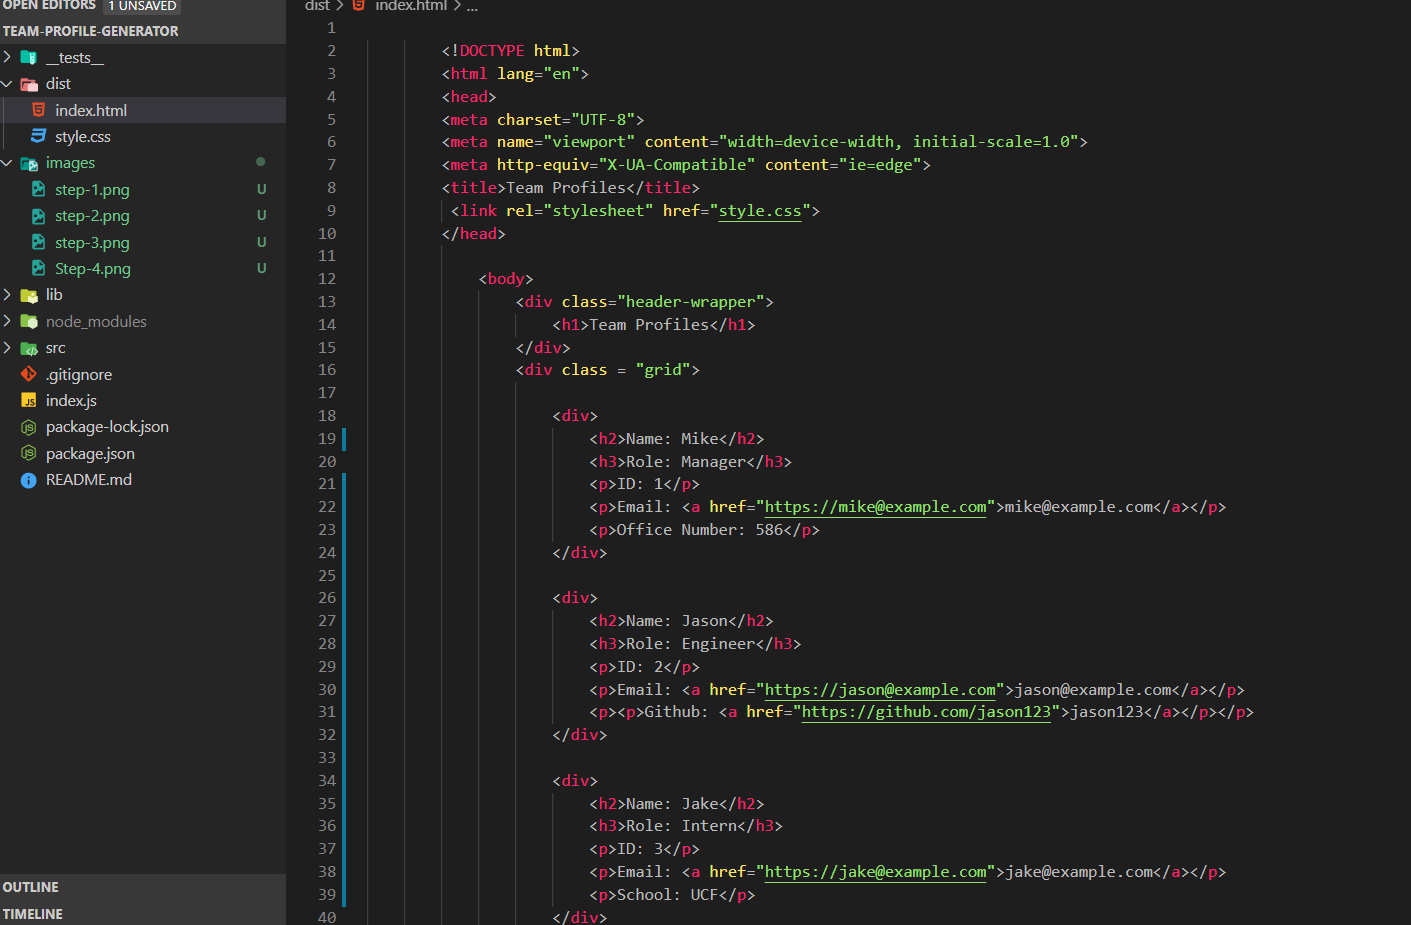 OPEN EDITORS 1 UNSAVED
TEAM-PROFILE-GENERATOR
__tests__
dist
index.html
style.css
images
step-1.png U
step-2.png U
step-3.png U
Step-4.png U
lib
node_modules
src
.gitignore
JS index.js
package-lock.json
package.json
README.md
OUTLINE
TIMELINE
dist > index.html > ...
1
2 <!DOCTYPE html>
3 <html lang="en">
4 <head>
5 <meta charset="UTF-8">
6 <meta name="viewport" content="width=device-width, initial-scale=1.0">
7 <meta http-equiv="X-UA-Compatible" content="ie=edge">
8 <title>Team Profiles</title>
9 <link rel="stylesheet" href="style.css">
10 </head>
11
12 <body>
13 <div class="header-wrapper">
14 <h1>Team Profiles</h1>
15 </div>
16 <div class = "grid">
17
18 <div>
19 <h2>Name: Mike</h2>
20 <h3>Role: Manager</h3>
21 <p>ID: 1</p>
22 <p>Email: <a href="https://mike@example.com">mike@example.com</a></p>
23 <p>Office Number: 586</p>
24 </div>
25
26 <div>
27 <h2>Name: Jason</h2>
28 <h3>Role: Engineer</h3>
29 <p>ID: 2</p>
30 <p>Email: <a href="https://jason@example.com">jason@example.com</a></p>
31 <p><p>Github: <a href="https://github.com/jason123">jason123</a></p></p>
32 </div>
33
34 <div>
35 <h2>Name: Jake</h2>
36 <h3>Role: Intern</h3>
37 <p>ID: 3</p>
38 <p>Email: <a href="https://jake@example.com">jake@example.com</a></p>
39 <p>School: UCF</p>
40 </div>